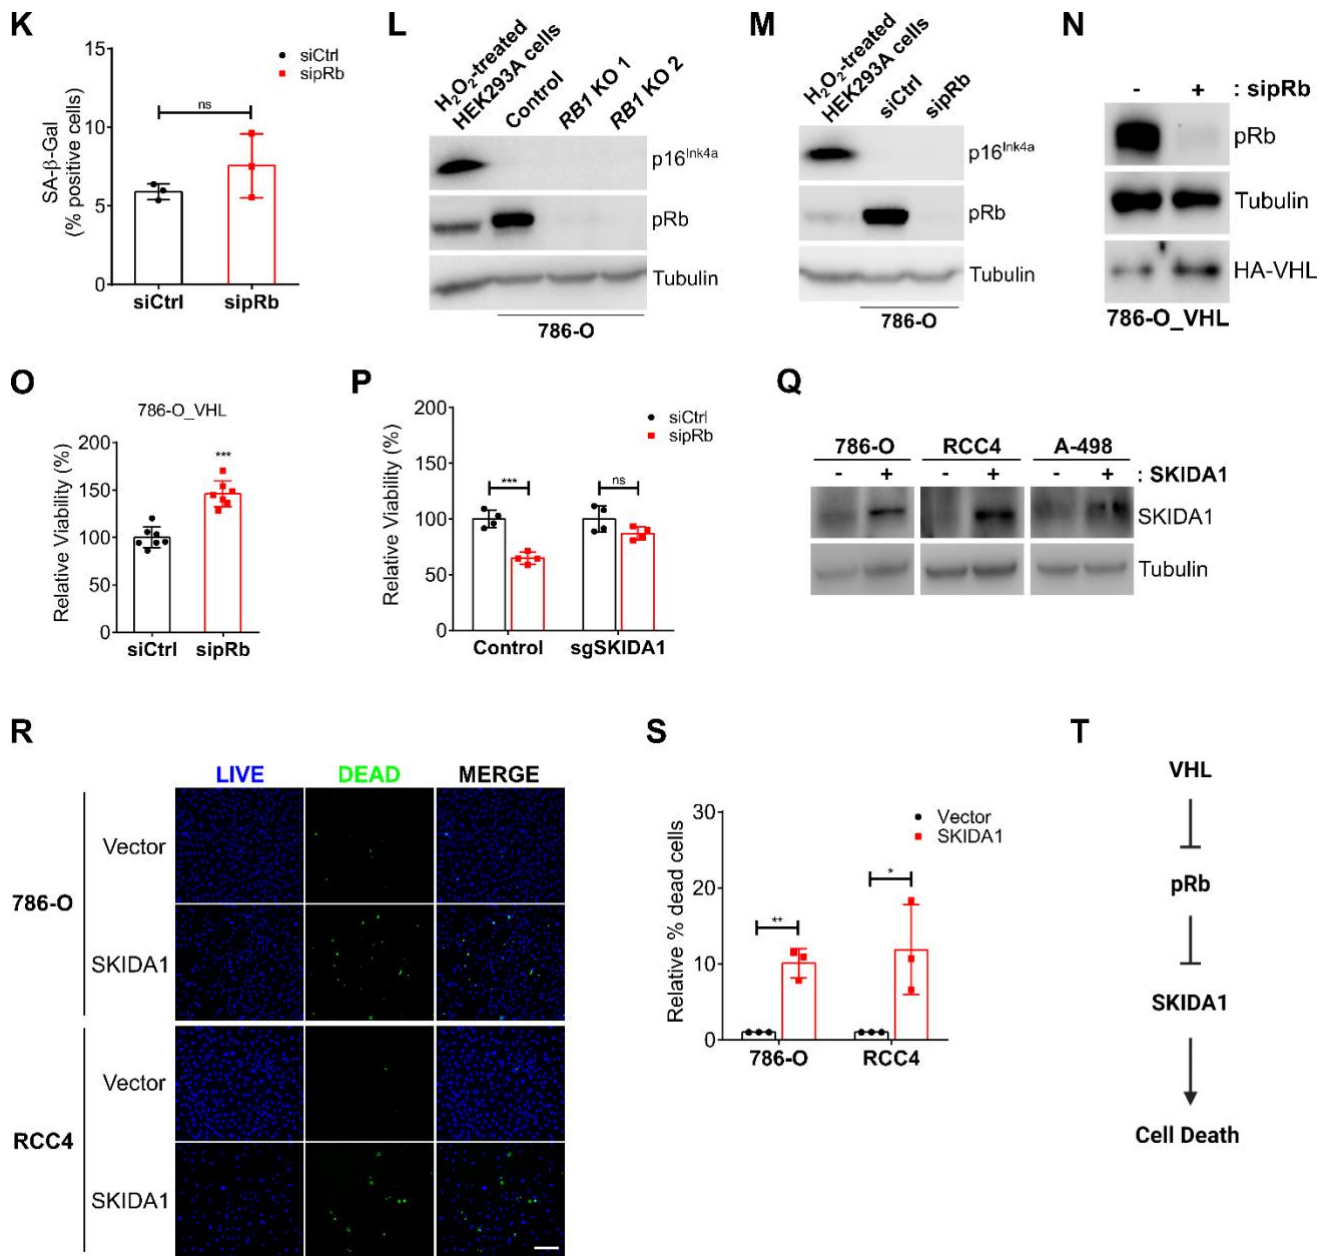 K
15
10
5
0
SA-β-Gal
(% positive cells)
ns
siCtrl
sipRb
siCtrl
sipRb
L
H₂O₂-treated
HEK293A cells
Control
RB1 KO 1
RB1 KO 2
p16ᴵⁿᵏ⁴ᵃ
pRb
Tubulin
786-O
M
H₂O₂-treated
HEK293A cells
siCtrl
sipRb
p16ᴵⁿᵏ⁴ᵃ
pRb
Tubulin
786-O
N
- + : sipRb
pRb
Tubulin
HA-VHL
786-O_VHL
O
786-O_VHL
200
150
100
50
0
Relative Viability (%)
***
siCtrl
sipRb
P
200
150
100
50
0
Relative Viability (%)
siCtrl
sipRb
***
ns
Control
sgSKIDA1
Q
786-O RCC4 A-498
- + - + - + : SKIDA1
SKIDA1
Tubulin
R
LIVE DEAD MERGE
786-O
Vector
SKIDA1
RCC4
Vector
SKIDA1
S
30
20
10
0
Relative % dead cells
Vector
SKIDA1
**
*
786-O
RCC4
T
VHL
pRb
SKIDA1
Cell Death